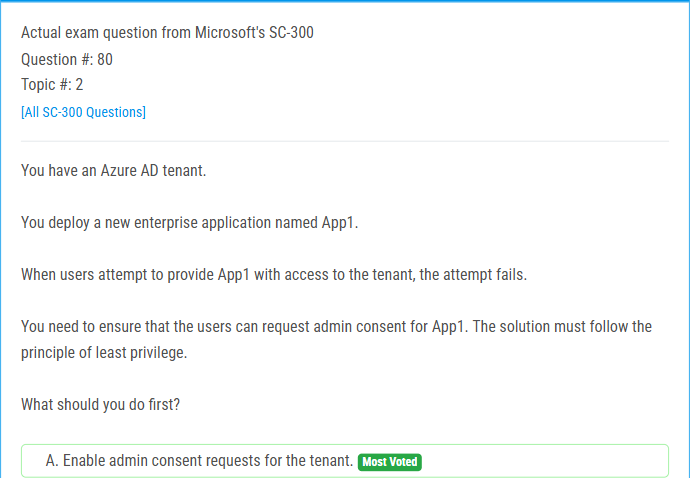 Actual exam question from Microsoft's SC-300
Question #: 80
Topic #: 2
[All SC-300 Questions]
You have an Azure AD tenant.
You deploy a new enterprise application named App1.
When users attempt to provide App1 with access to the tenant, the attempt fails.
You need to ensure that the users can request admin consent for App1. The solution must follow the
principle of least privilege.
What should you do first?
A. Enable admin consent requests for the tenant. Most Voted